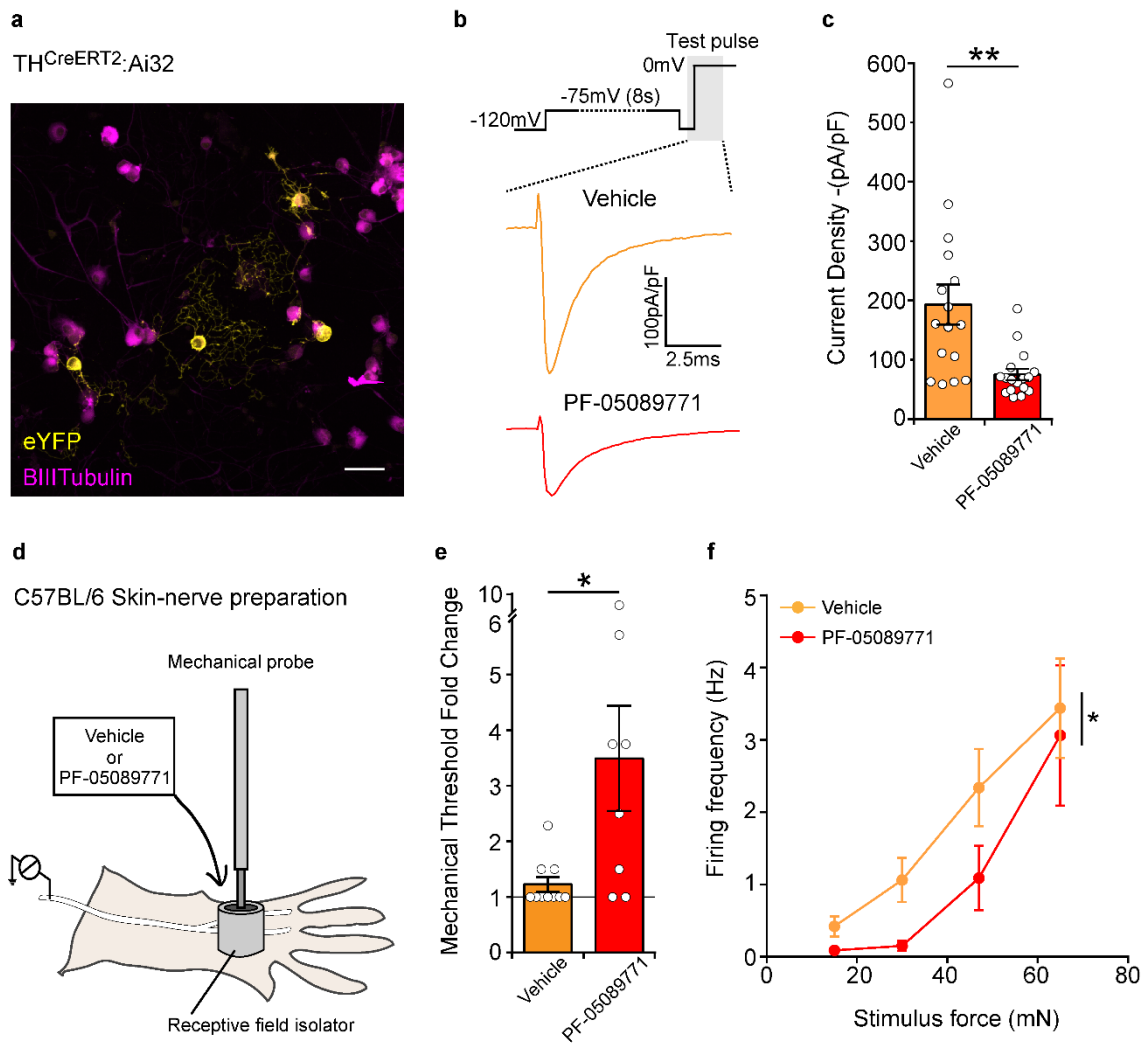 a
TH^CreERT2:Ai32
eYFP
BIIITubulin
b
Test pulse
0mV
-75mV (8s)
-120mV
Vehicle
100pA/pF
2.5ms
PF-05089771
c
**
Current Density -(pA/pF)
600
500
400
300
200
100
0
Vehicle
PF-05089771
d
C57BL/6 Skin-nerve preparation
Mechanical probe
Vehicle
or
PF-05089771
Receptive field isolator
e
*
Mechanical Threshold Fold Change
10
6
5
4
3
2
1
0
Vehicle
PF-05089771
f
Vehicle
PF-05089771
*
Firing frequency (Hz)
5
4
3
2
1
0
0 20 40 60 80
Stimulus force (mN)